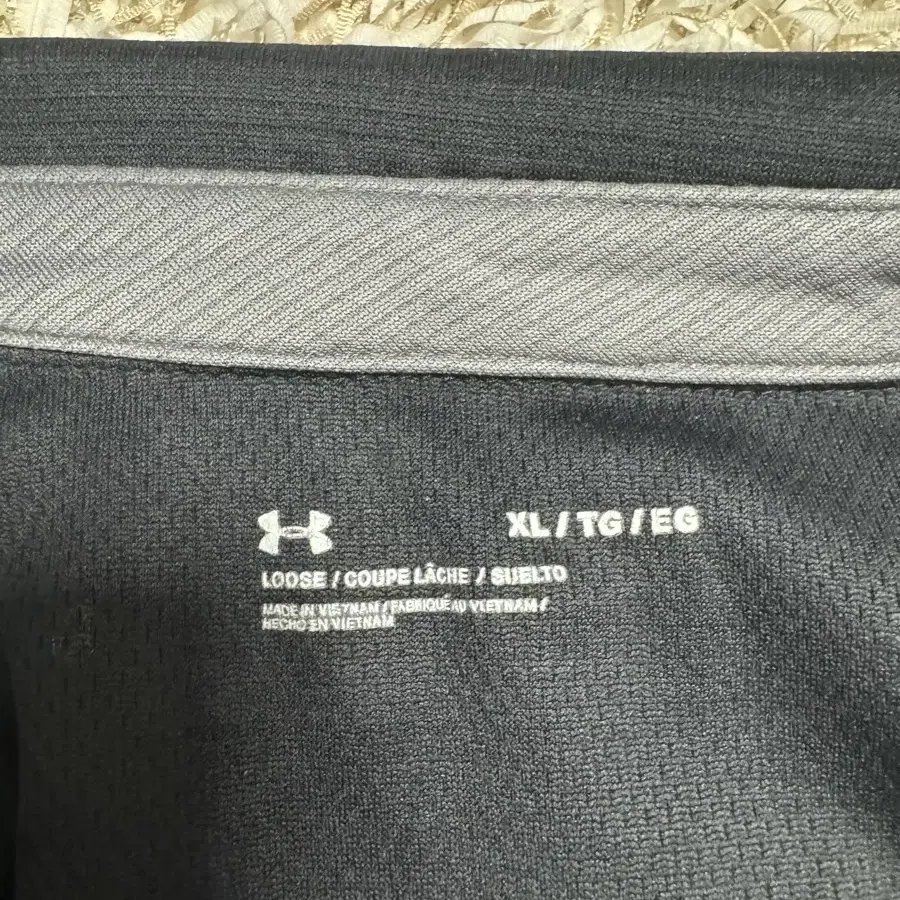 XL / TG / EG
LOOSE / COUPE LÂCHE / SUELTO
MADE IN VIETNAM / FABRIQUÉ AU VIETNAM /
HECHO EN VIETNAM